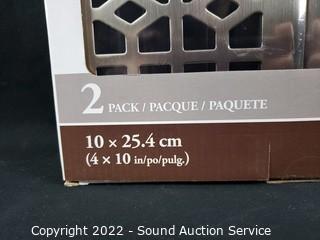 2 PACK / PACQUE / PAQUETE
10 × 25.4 cm
(4 × 10 in/po/pulg.)
Copyright 2022 - Sound Auction Service